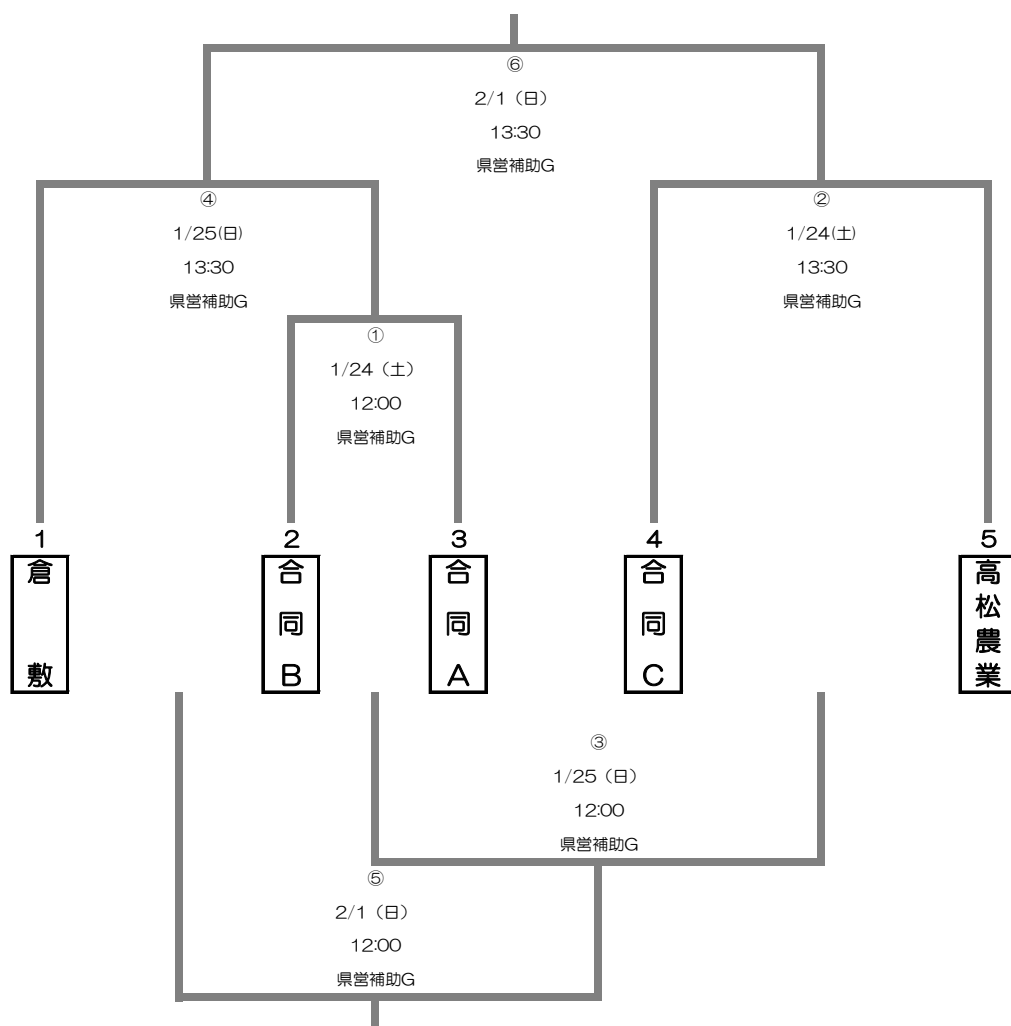 ⑥
2/1（日）
13:30
県営補助G
④
1/25(日)
13:30
県営補助G
②
1/24(土)
13:30
県営補助G
①
1/24（土）
12:00
県営補助G
1
倉敷
2
合同B
3
合同A
4
合同C
5
高松農業
③
1/25（日）
12:00
県営補助G
⑤
2/1（日）
12:00
県営補助G